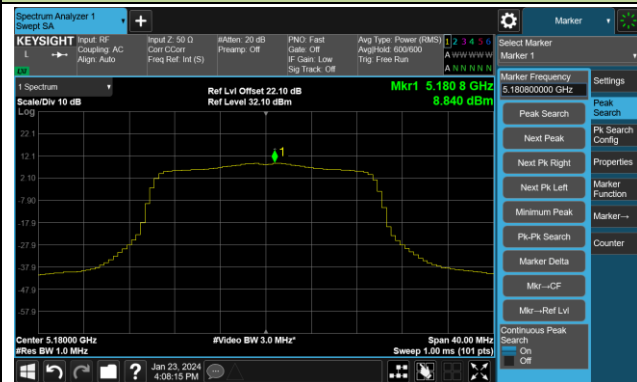 Spectrum Analyzer 1
Swept SA
Marker
KEYSIGHT
L
Input: RF
Coupling: AC
Align: Auto
Input Z: 50 Ω
Corr CCorr
Freq Ref: Int (S)
#Atten: 20 dB
Preamp: Off
PNO: Fast
Gate: Off
IF Gain: Low
Sig Track: Off
Avg Type: Power (RMS)
Avg|Hold: 600/600
Trig: Free Run
1 2 3 4 5 6
A W W W W W
A N N N N N
Select Marker
Marker 1
1 Spectrum
Scale/Div 10 dB
Ref Lvl Offset 22.10 dB
Ref Level 32.10 dBm
Mkr1 5.180 8 GHz
8.840 dBm
Log
22.1
12.1
2.10
-7.90
-17.9
-27.9
-37.9
-47.9
-57.9
1
Center 5.18000 GHz
#Res BW 1.0 MHz
#Video BW 3.0 MHz*
Span 40.00 MHz
Sweep 1.00 ms (101 pts)
Marker Frequency
5.180800000 GHz
Peak Search
Next Peak
Next Pk Right
Next Pk Left
Minimum Peak
Pk-Pk Search
Marker Delta
Mkr→CF
Mkr→Ref Lvl
Continuous Peak
Search
On
Off
Settings
Peak
Search
Pk Search
Config
Properties
Marker
Function
Marker→
Counter
Jan 23, 2024
4:08:15 PM